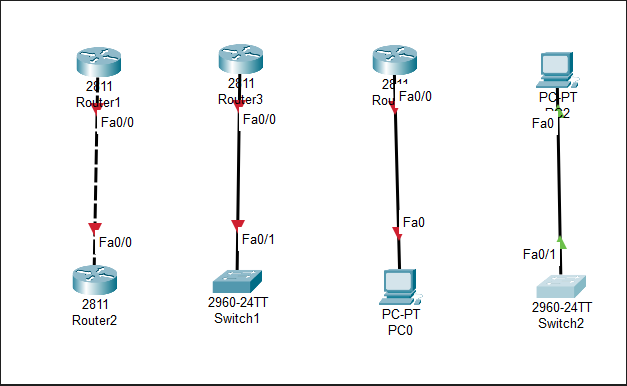 2811
Router1
Fa0/0
Fa0/0
2811
Router2
2811
Router3
Fa0/0
Fa0/1
2960-24TT
Switch1
Fa0/0
Fa0
PC-PT
PC0
PC-PT
Fa0
Fa0/1
2960-24TT
Switch2